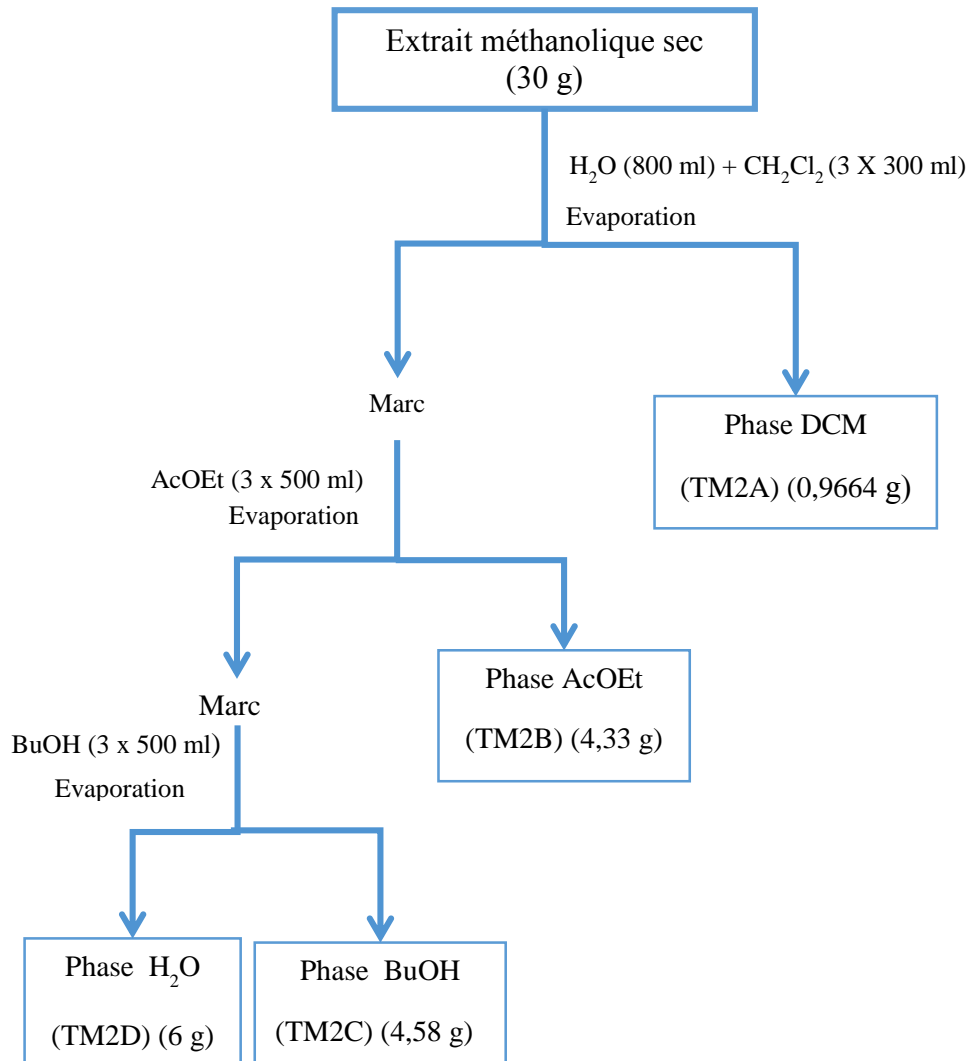 Extrait méthanolique sec
(30 g)
H₂O (800 ml) + CH₂Cl₂ (3 X 300 ml)
Evaporation
Marc
Phase DCM
(TM2A) (0,9664 g)
AcOEt (3 x 500 ml)
Evaporation
Phase AcOEt
(TM2B) (4,33 g)
Marc
BuOH (3 x 500 ml)
Evaporation
Phase H₂O
(TM2D) (6 g)
Phase BuOH
(TM2C) (4,58 g)